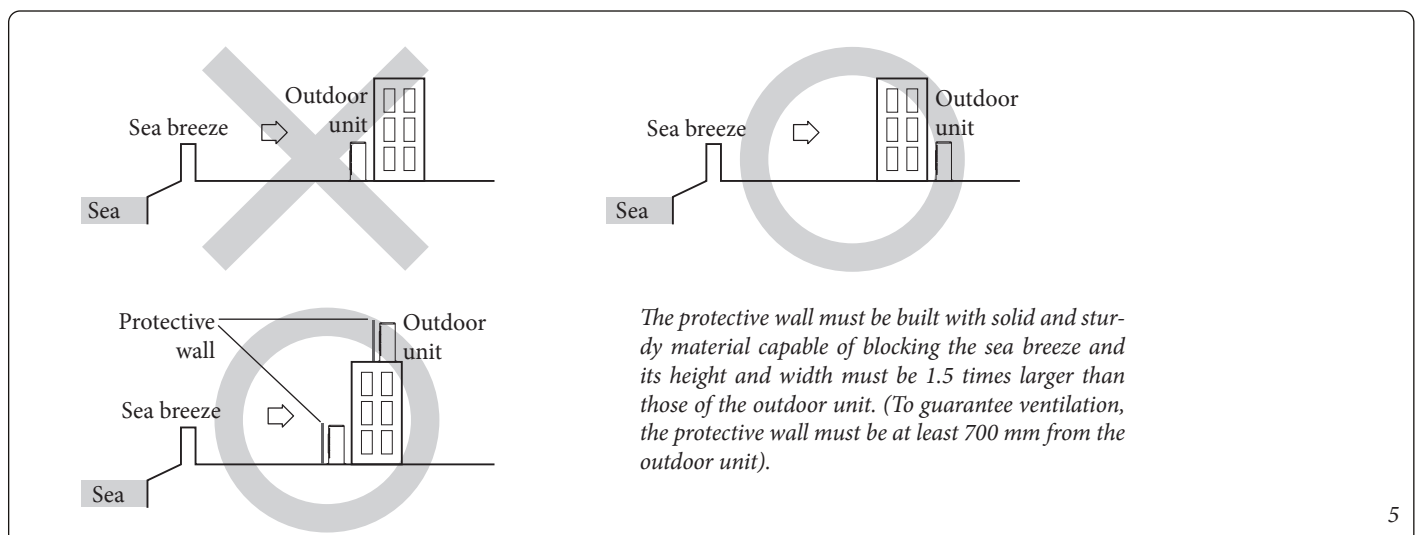 Outdoor
unit
Sea breeze
Sea
Outdoor
unit
Sea breeze
Sea
Protective
wall
Outdoor
unit
Sea breeze
Sea
The protective wall must be built with solid and stur-
dy material capable of blocking the sea breeze and
its height and width must be 1.5 times larger than
those of the outdoor unit. (To guarantee ventilation,
the protective wall must be at least 700 mm from the
outdoor unit).
5